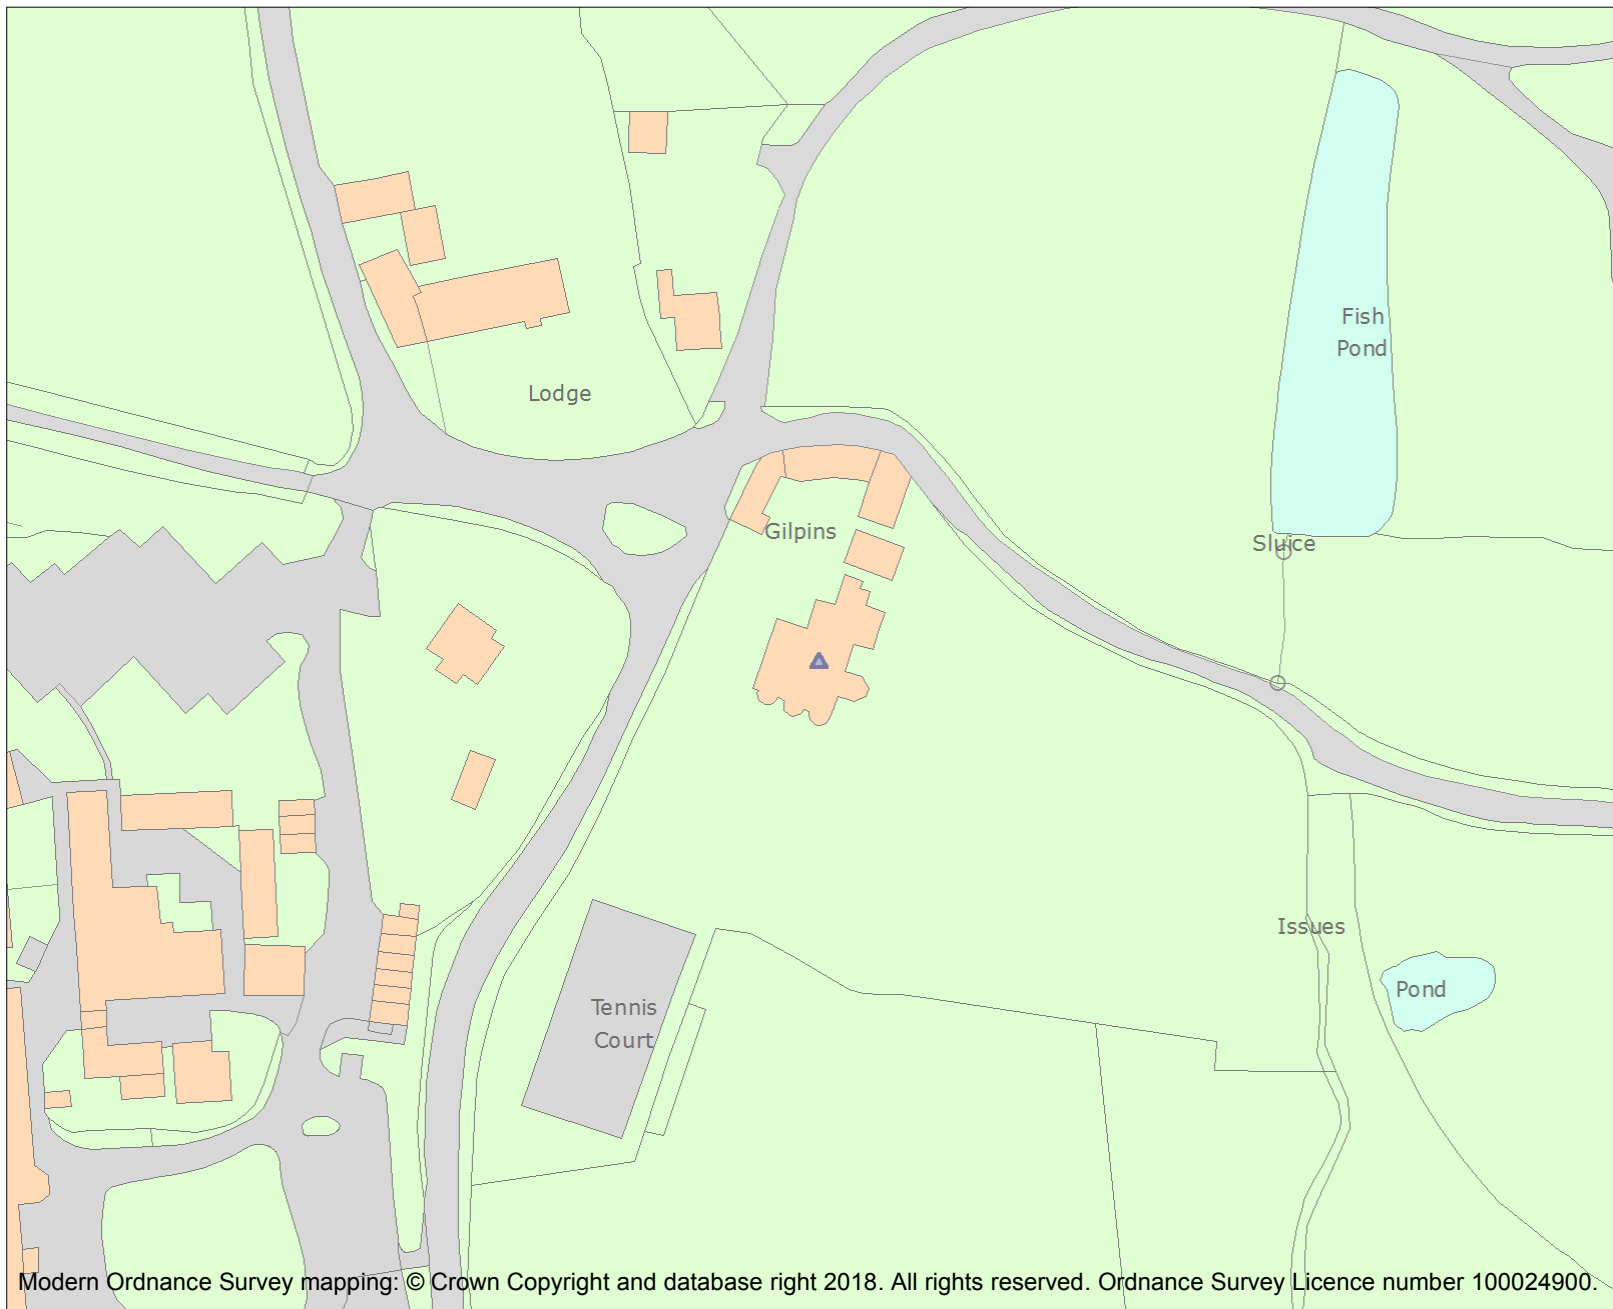 Fish
Pond
Lodge
Gilpins
Sluice
Issues
Pond
Tennis
Court
Modern Ordnance Survey mapping: © Crown Copyright and database right 2018. All rights reserved. Ordnance Survey Licence number 100024900.